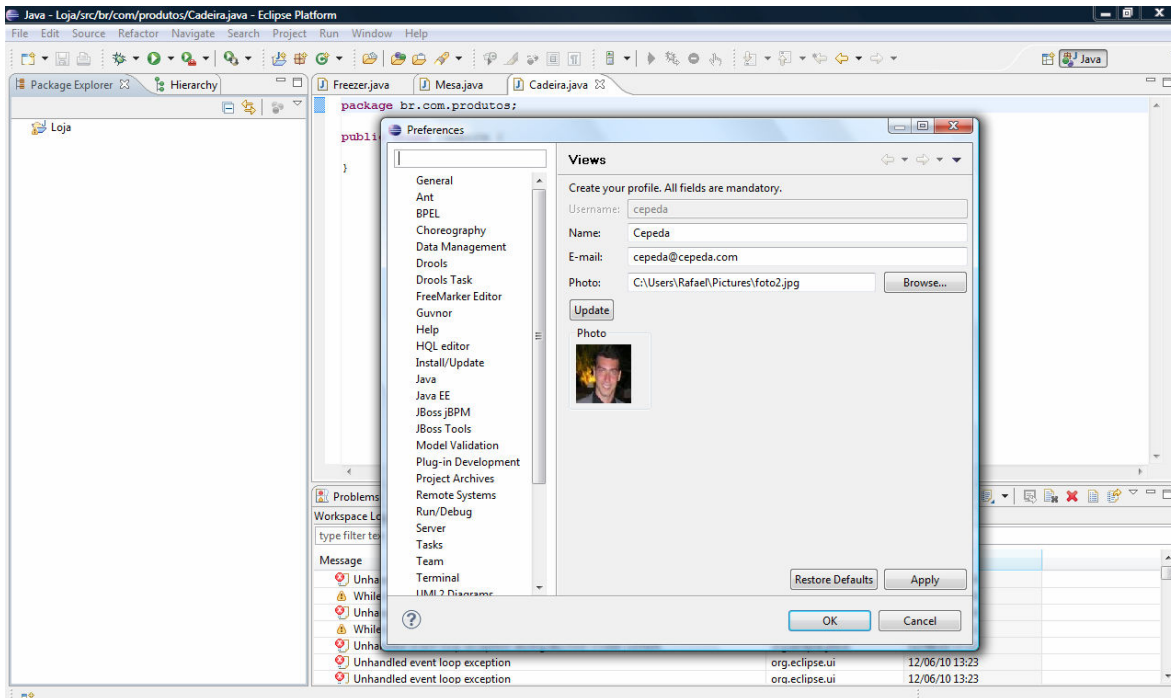 Java - Loja/src/br/com/produtos/Cadeira.java - Eclipse Platform
File Edit Source Refactor Navigate Search Project Run Window Help
Java
Package Explorer
Hierarchy
Freezer.java
Mesa.java
Cadeira.java
Loja
package br.com.produtos;
public
}
Preferences
General
Ant
BPEL
Choreography
Data Management
Drools
Drools Task
FreeMarker Editor
Guvnor
Help
HQL editor
Install/Update
Java
Java EE
JBoss jBPM
JBoss Tools
Model Validation
Plug-in Development
Project Archives
Remote Systems
Run/Debug
Server
Tasks
Team
Terminal
UML2 Diagrams
Views
Create your profile. All fields are mandatory.
Username: cepeda
Name: Cepeda
E-mail: cepeda@cepeda.com
Photo: C:\Users\Rafael\Pictures\foto2.jpg Browse...
Update
Photo
Restore Defaults Apply
OK Cancel
Problems
Workspace
type filter
Message
While
While
Unhandled event loop exception org.eclipse.ui 12/06/10 13:23
Unhandled event loop exception org.eclipse.ui 12/06/10 13:23